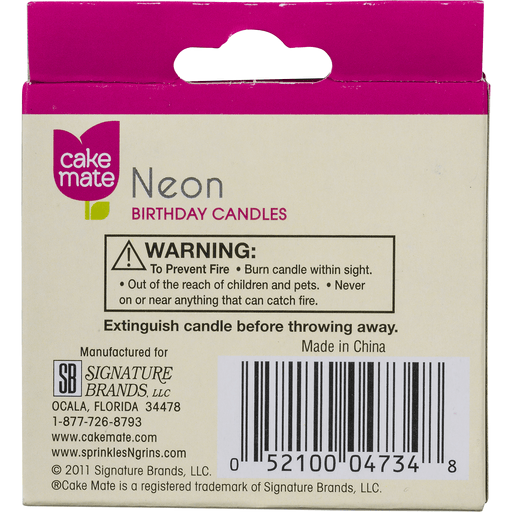 cake
mate
Neon
BIRTHDAY CANDLES
WARNING:
To Prevent Fire • Burn candle within sight.
• Out of the reach of children and pets. • Never
on or near anything that can catch fire.
Extinguish candle before throwing away.
Made in China
Manufactured for
SB SIGNATURE
BRANDS, LLC
OCALA, FLORIDA 34478
1-877-726-8793
www.cakemate.com
www.sprinklesNgrins.com
© 2011 Signature Brands, LLC.
®Cake Mate is a registered trademark of Signature Brands, LLC.
0 52100 04734 8